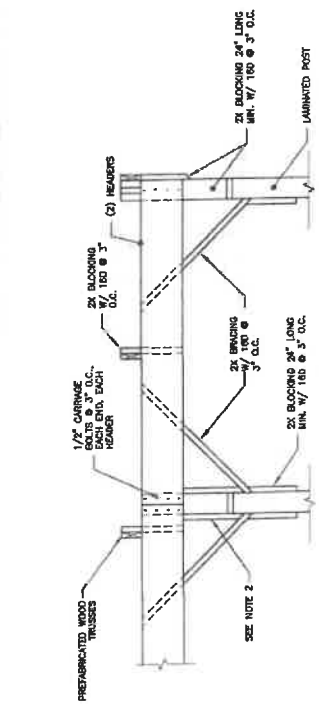 PREFABRICATED WOOD
TRUSSES
1/2" CARRIAGE
BOLTS @ 3" O.C.,
EACH END, EACH
HEADER
2X BLOCKING
W/ 16D @ 3"
O.C.
(2) HEADERS
2X BLOCKING 24" LONG
MIN. W/ 16D @ 3" O.C.
LAMINATED POST
2X BRACING
W/ 16D @
3" O.C.
2X BLOCKING 24" LONG
MIN. W/ 16D @ 3" O.C.
SEE NOTE 2